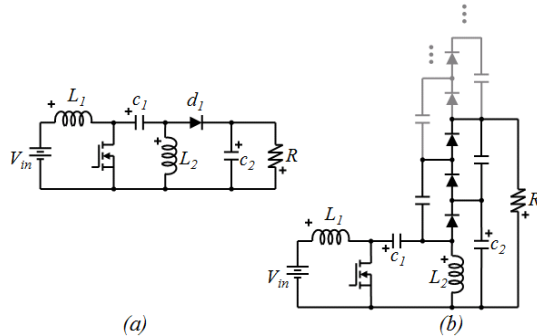 L1 c1 d1
Vin L2 c2 R
+ + + +
(a)
R
+
L1
+ + + c2
c1
Vin L2 +
(b)